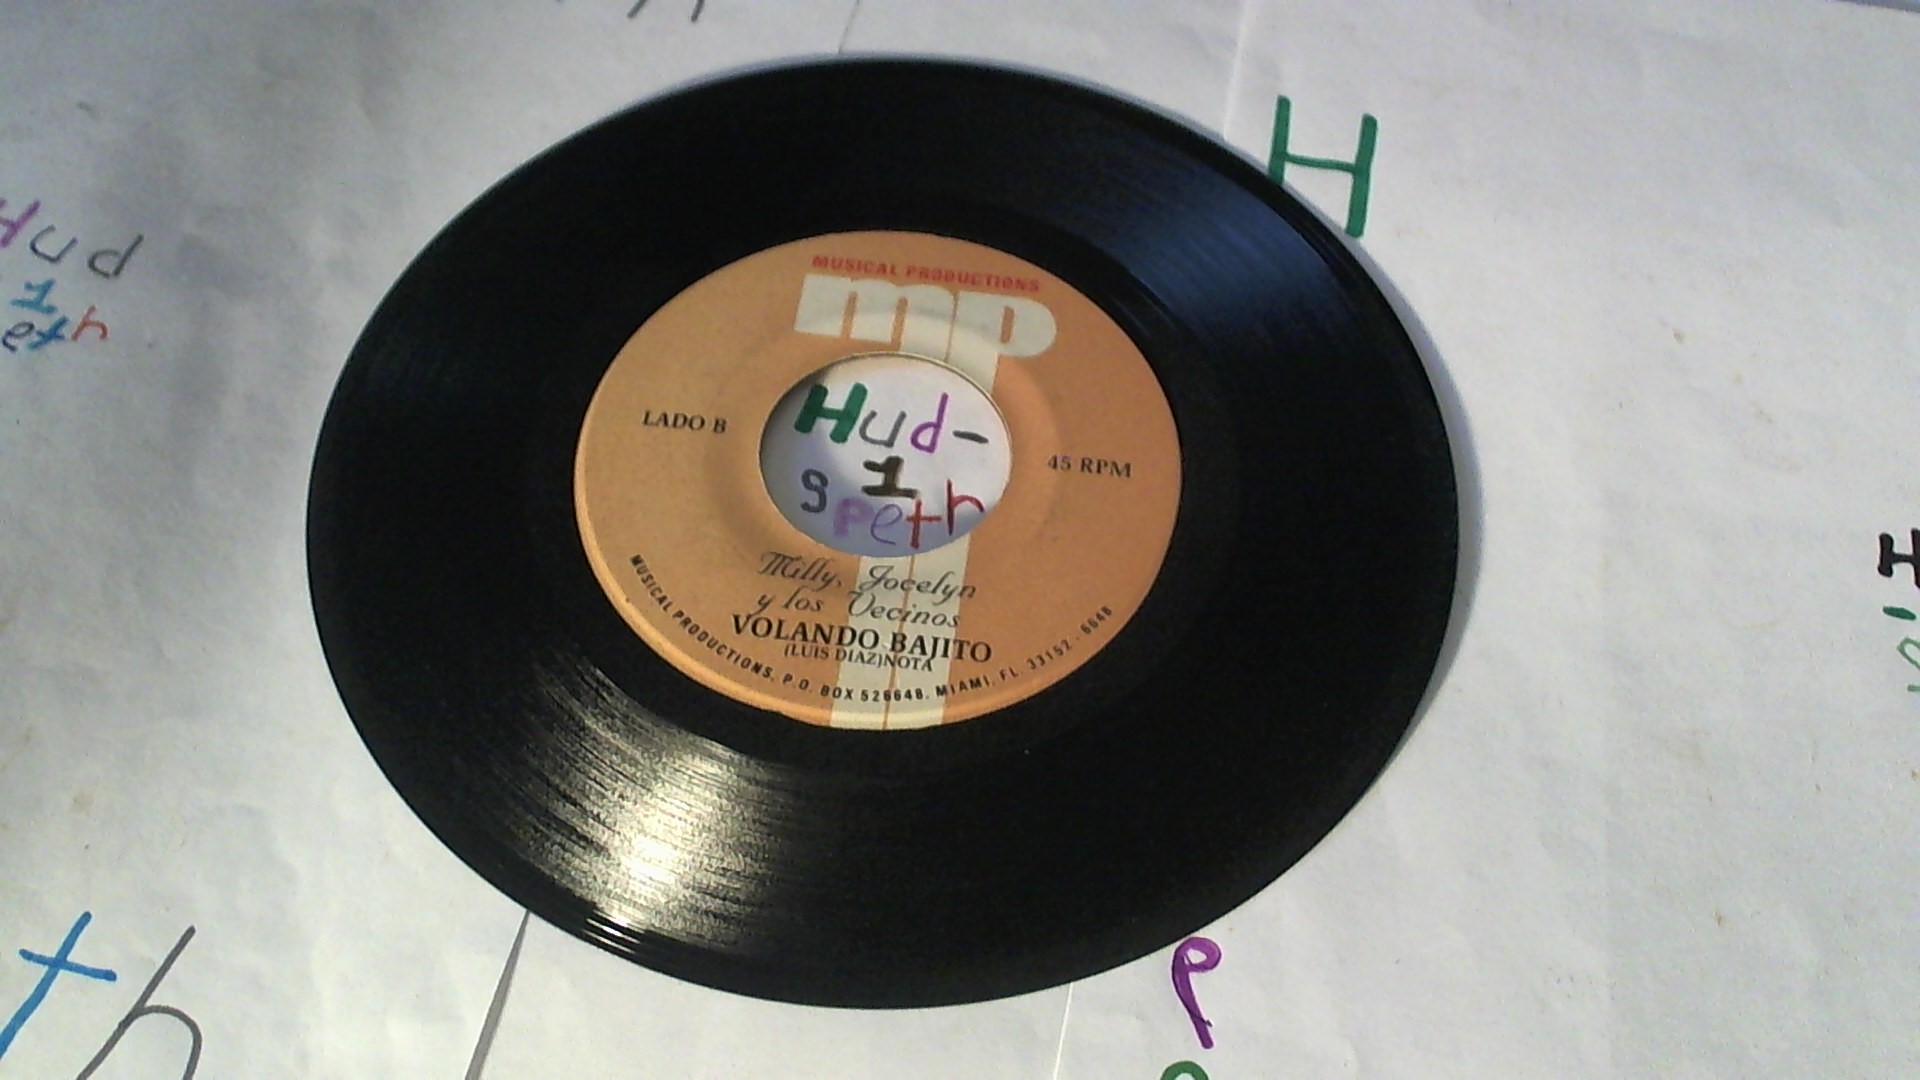 H
Hud
1
MUSICAL PRODUCTIONS
mp
LADO B
45 RPM
Hud-
1
speth
Milly, Jocelyn
y los Vecinos
VOLANDO BAJITO
(LUIS DIAZ)NOTA
MUSICAL PRODUCTIONS, P.O. BOX 526648, MIAMI, FL. 33152 - 6648
th
P